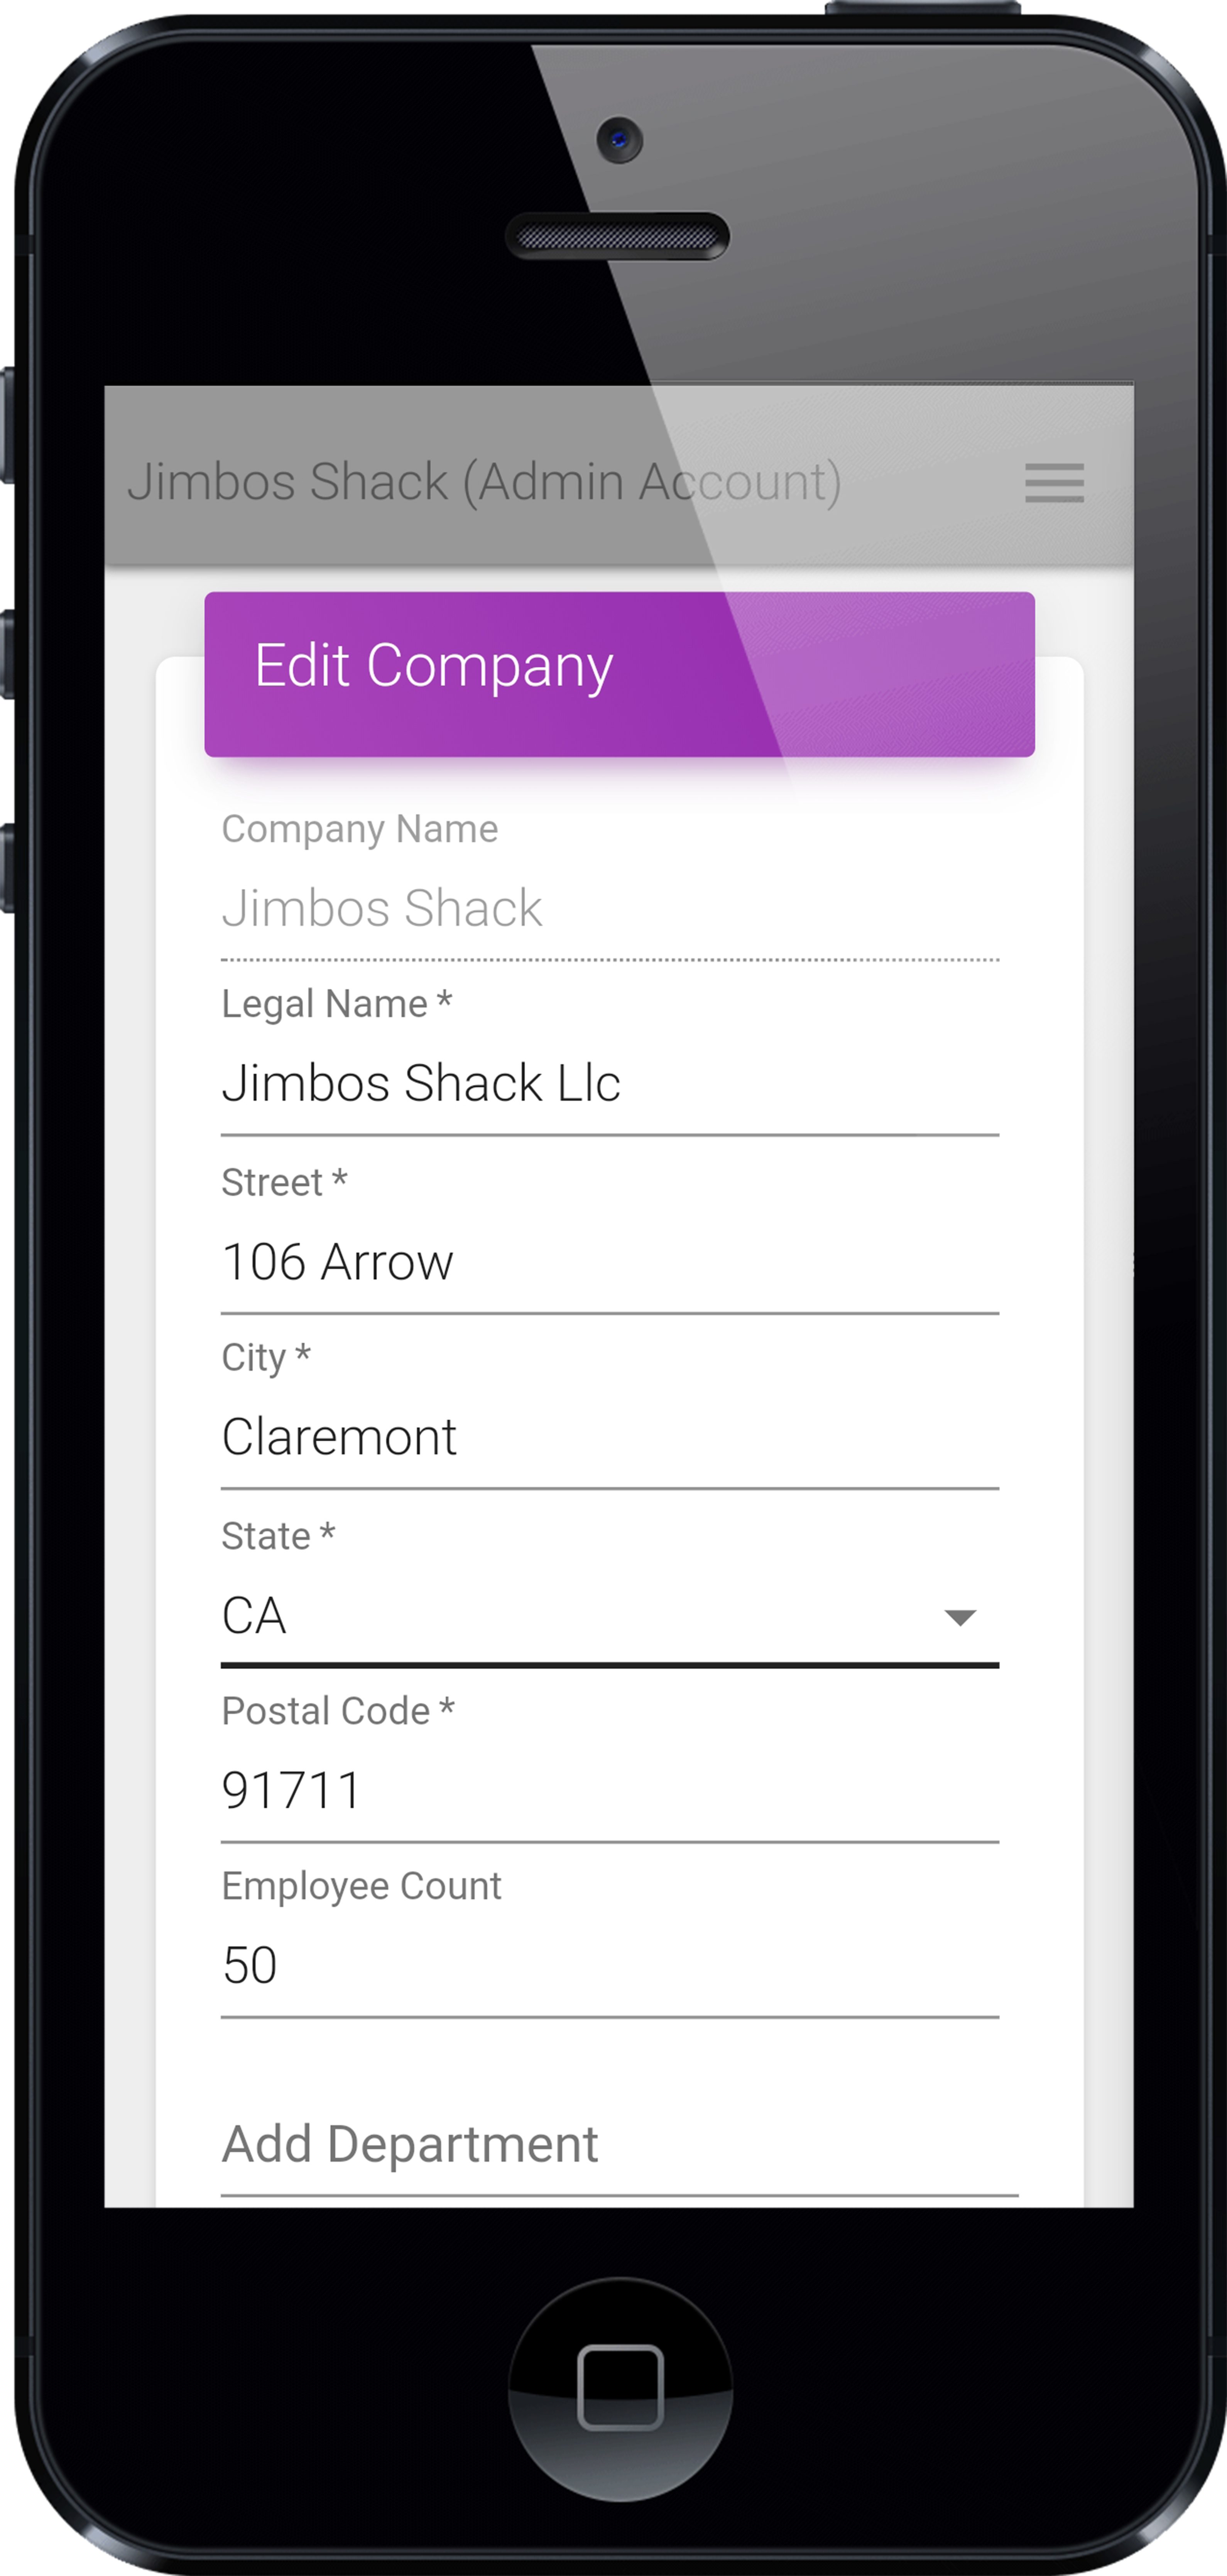 Jimbos Shack (Admin Account)
Edit Company
Company Name
Jimbos Shack
Legal Name *
Jimbos Shack Llc
Street *
106 Arrow
City *
Claremont
State *
CA
Postal Code *
91711
Employee Count
50
Add Department